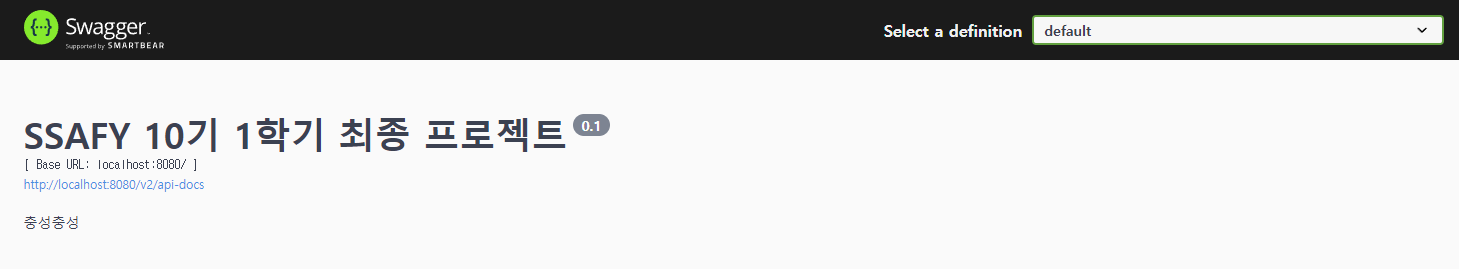 Swagger
Supported by SMARTBEAR
Select a definition
default
SSAFY 10기 1학기 최종 프로젝트 0.1
[ Base URL: localhost:8080/ ]
http://localhost:8080/v2/api-docs
충성충성